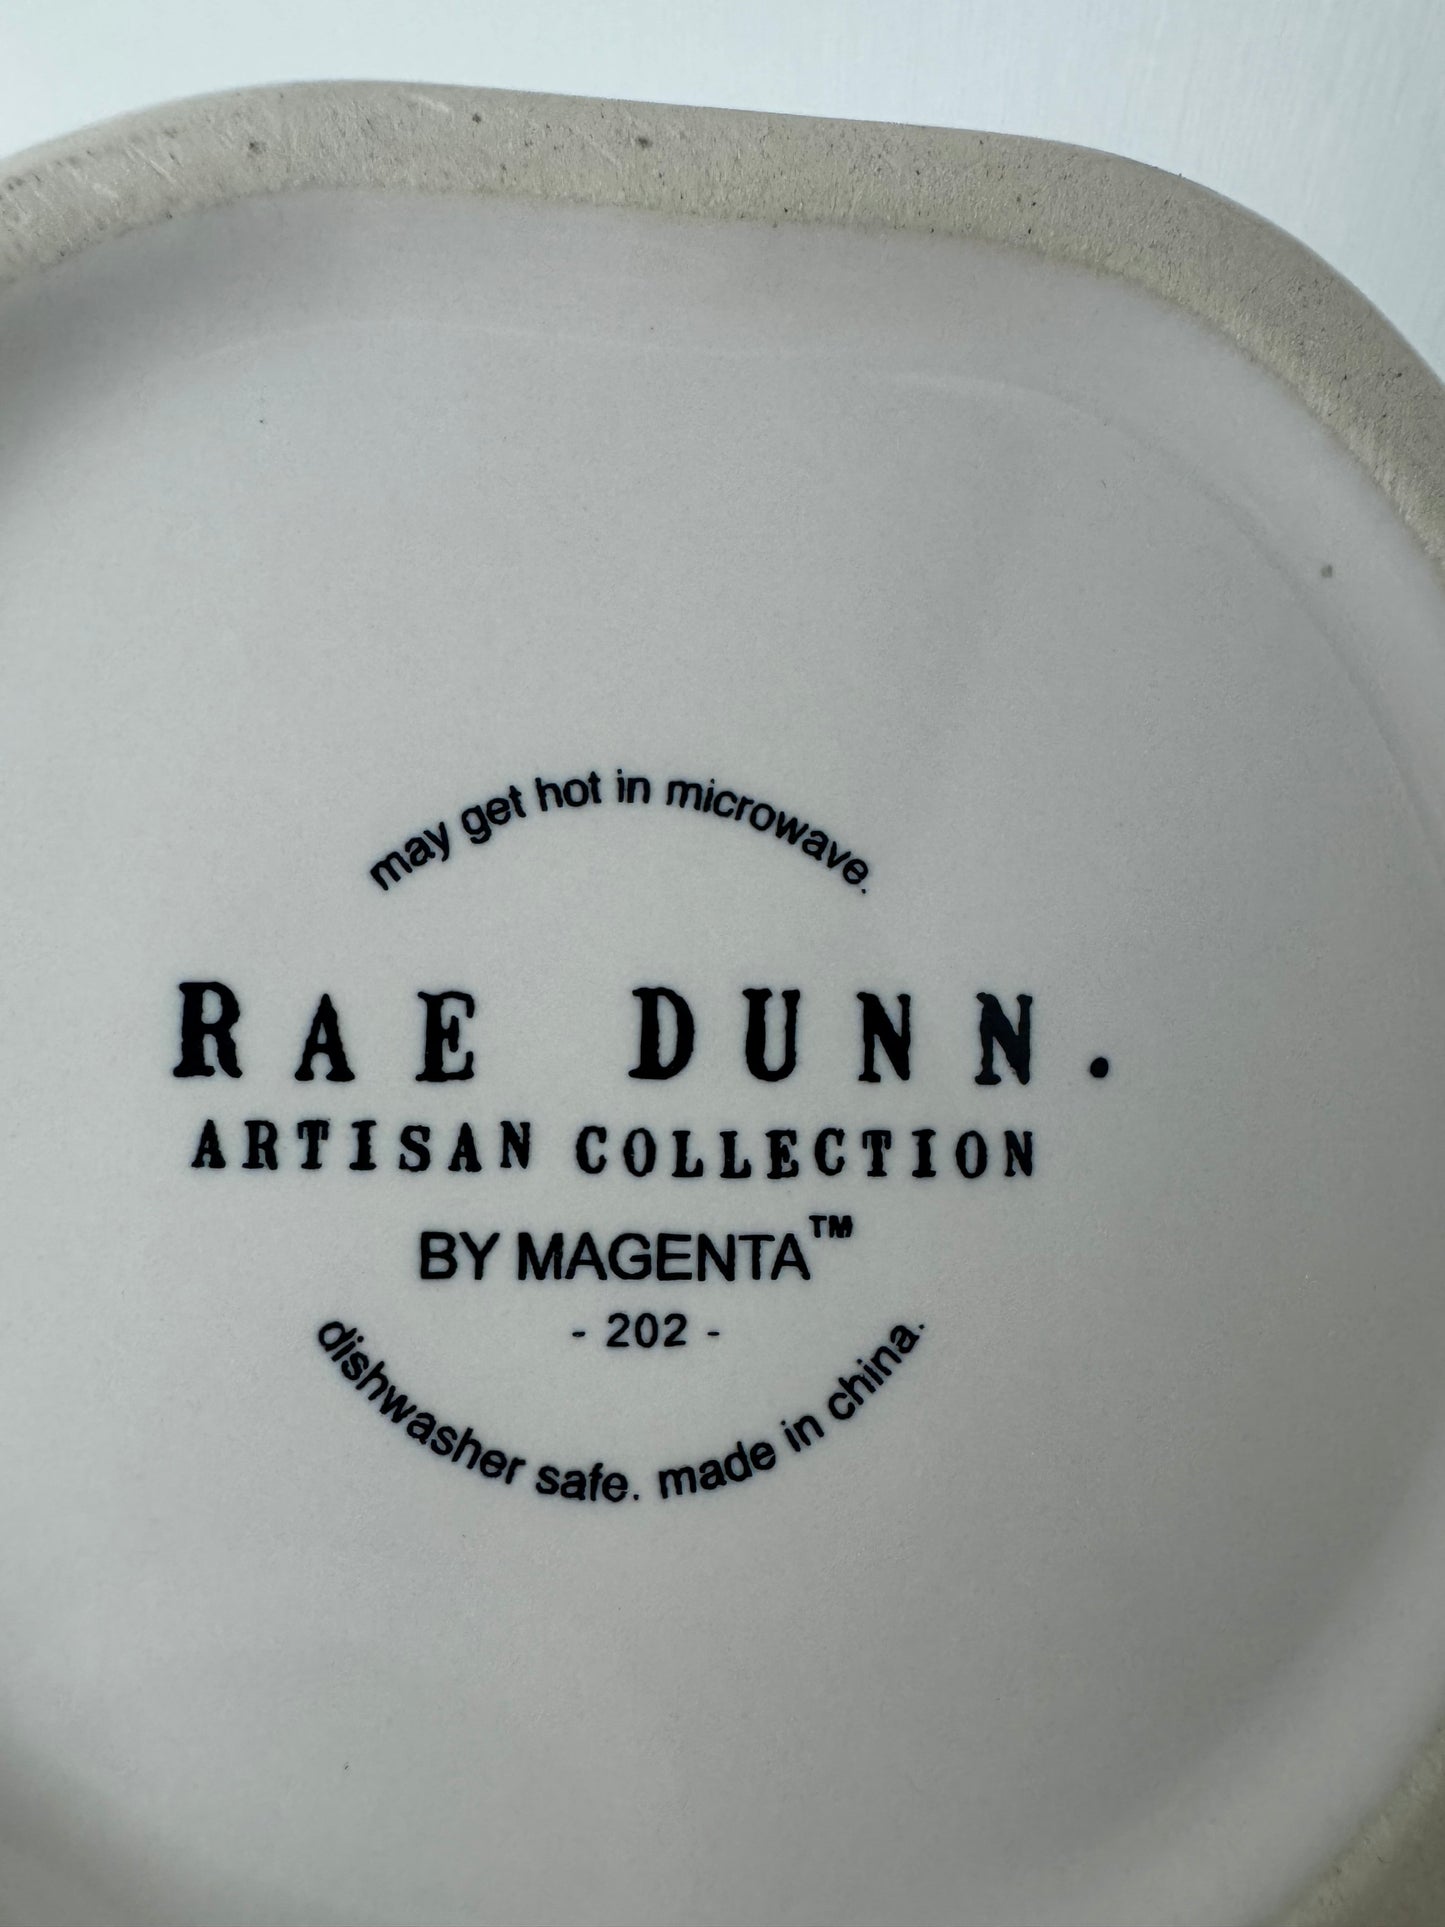 may get hot in microwave.
RAE DUNN.
ARTISAN COLLECTION
BY MAGENTA™
- 202 -
dishwasher safe. made in china.